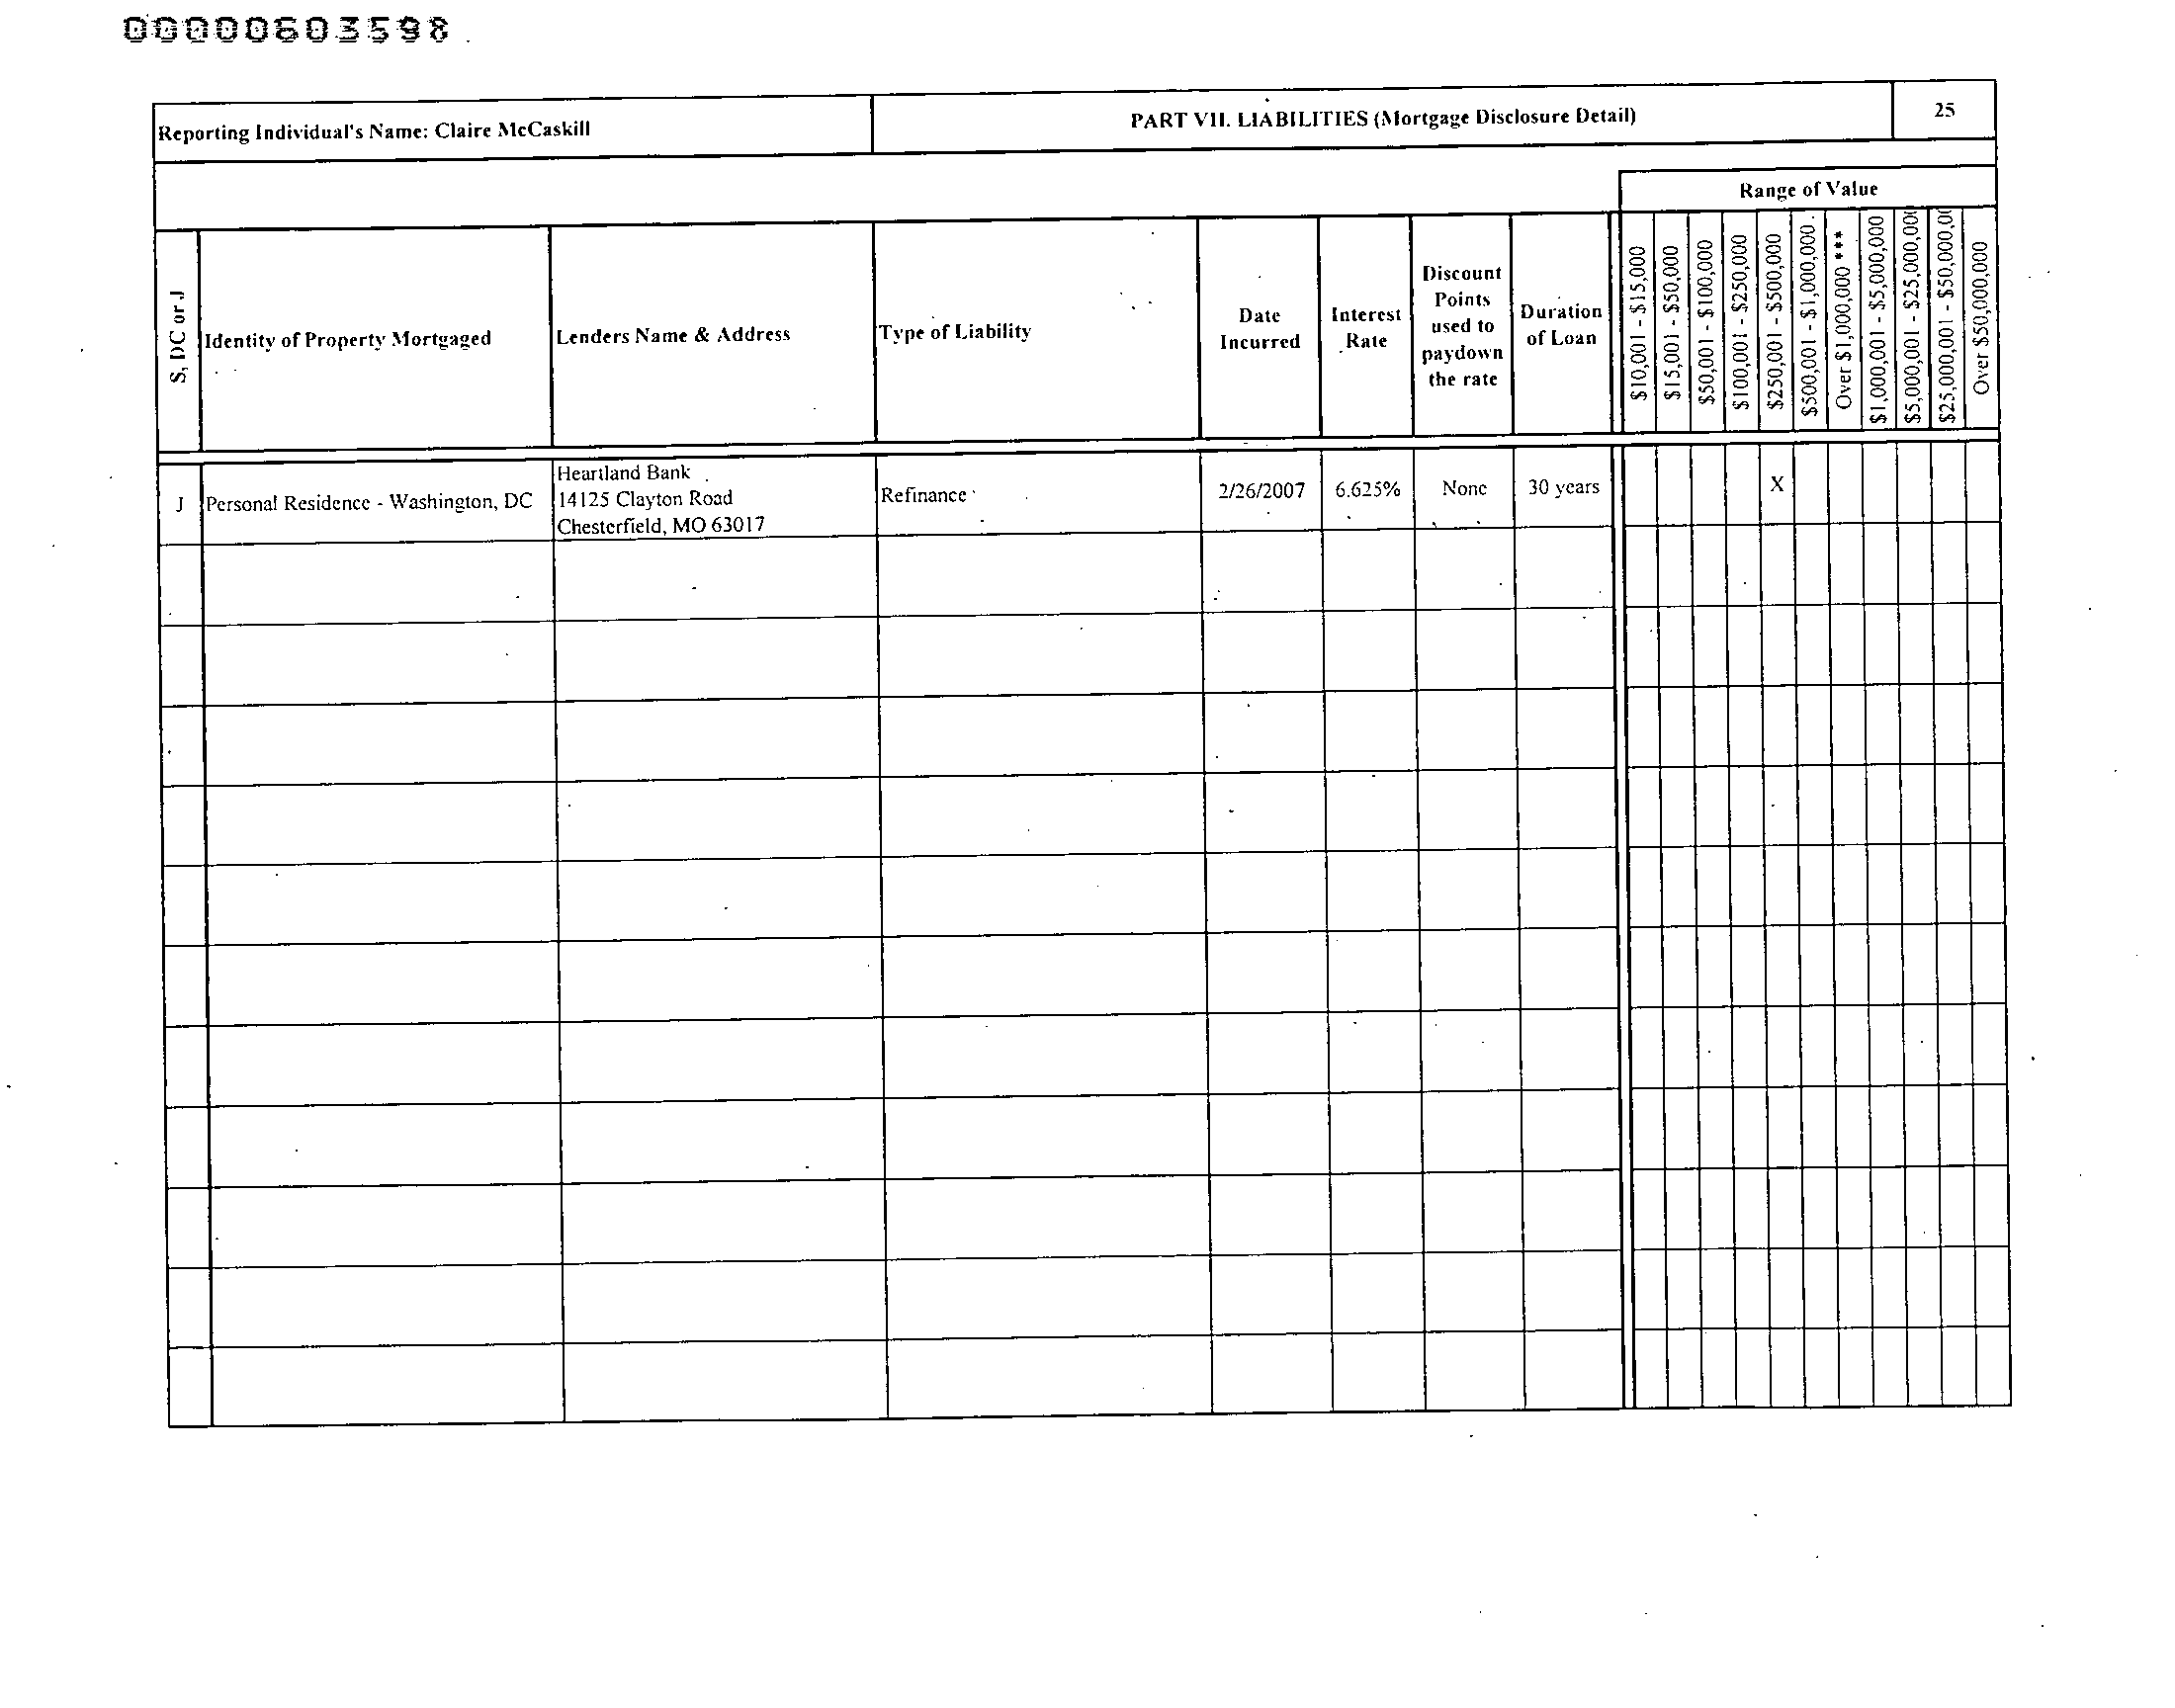 00000603598
Reporting Individual's Name: Claire McCaskill
PART VII. LIABILITIES (Mortgage Disclosure Detail)
25
Range of Value
S, DC or J
Identity of Property Mortgaged
Lenders Name & Address
Type of Liability
Date
Incurred
Interest
Rate
Discount
Points
used to
paydown
the rate
Duration
of Loan
$10,001 - $15,000
$15,001 - $50,000
$50,001 - $100,000
$100,001 - $250,000
$250,001 - $500,000
$500,001 - $1,000,000
Over $1,000,000 ***
$1,000,001 - $5,000,000
$5,000,001 - $25,000,00
$25,000,001 - $50,000,0
Over $50,000,000
J
Personal Residence - Washington, DC
Heartland Bank
14125 Clayton Road
Chesterfield, MO 63017
Refinance
2/26/2007
6.625%
None
30 years
X